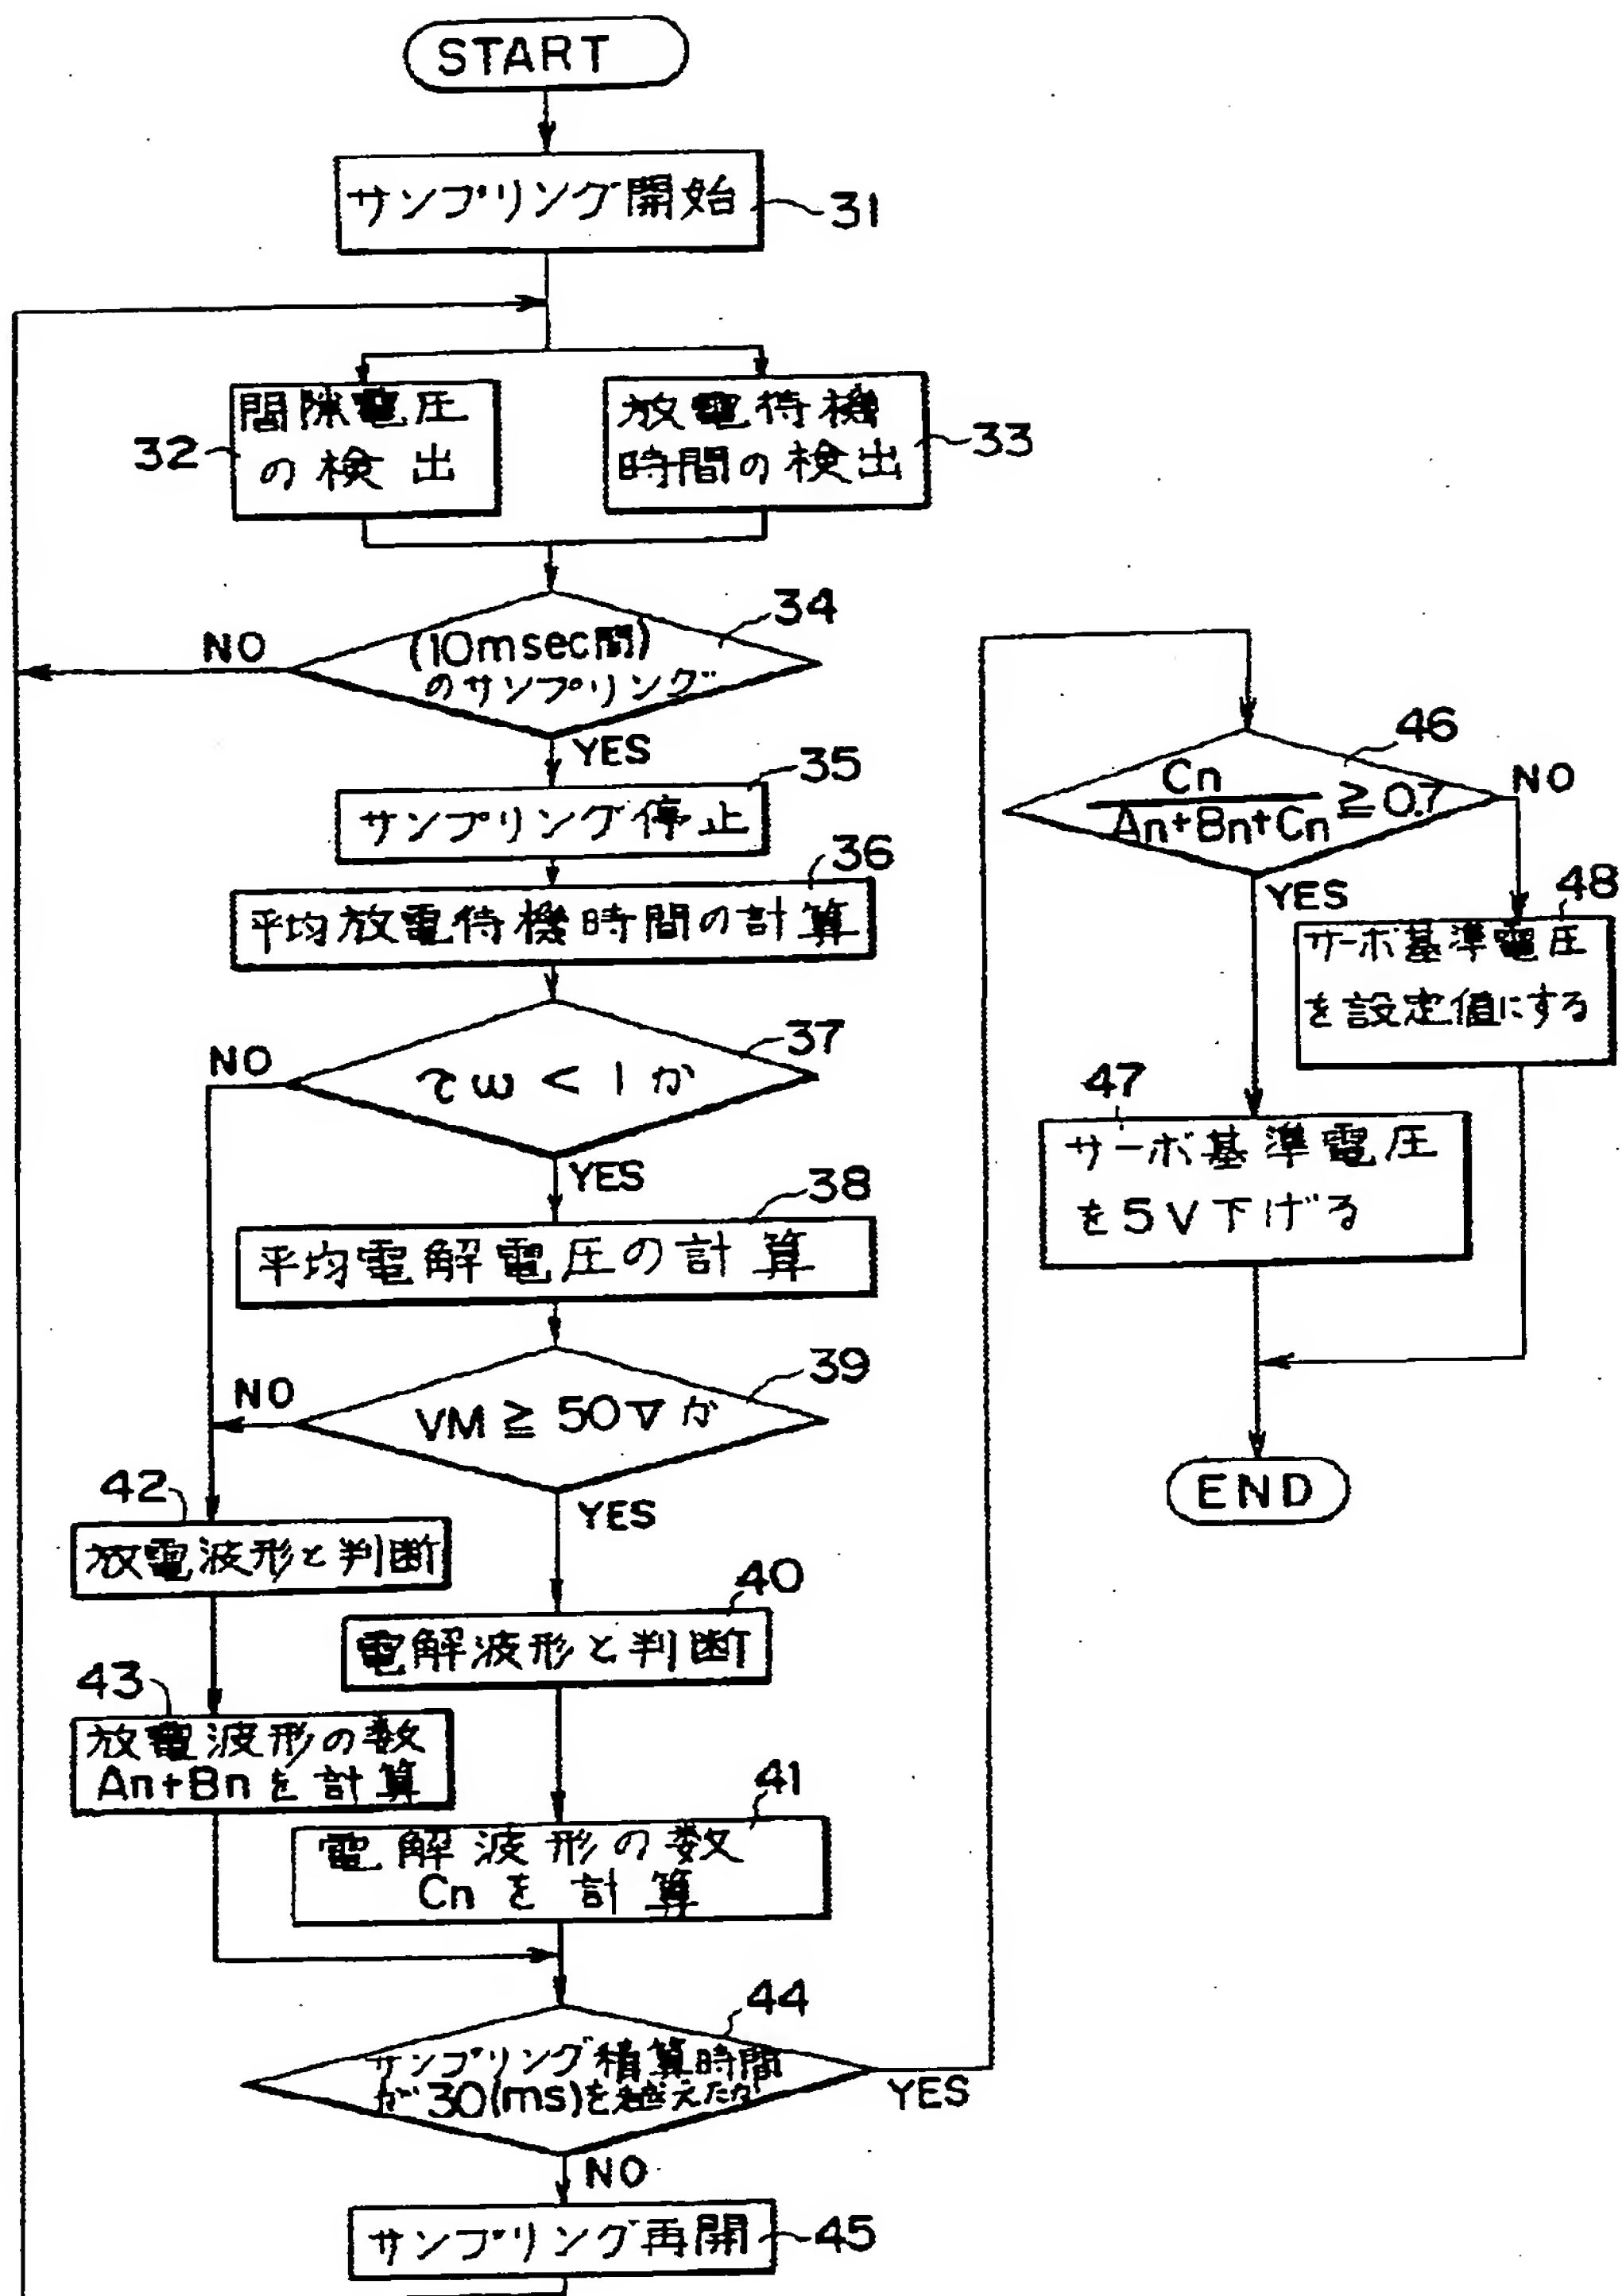 START
サンプリング開始
31
間隙電圧
の検出
32
放電待機
時間の検出
33
34
(10msec間)
のサンプリング
NO
YES
35
サンプリング停止
36
平均放電待機時間の計算
37
τw < 1 か
NO
YES
38
平均電解電圧の計算
39
VM ≧ 50V か
NO
YES
42
放電波形と判断
40
電解波形と判断
43
放電波形の数
An+Bnを計算
41
電解波形の数
Cnを計算
44
サンプリング積算時間
が30(ms)を越えたか
YES
NO
サンプリング再開
45
46
Cn
An+Bn+Cn
≧0.7
NO
YES
48
サーボ基準電圧
を設定値にする
47
サーボ基準電圧
を5V下げる
END